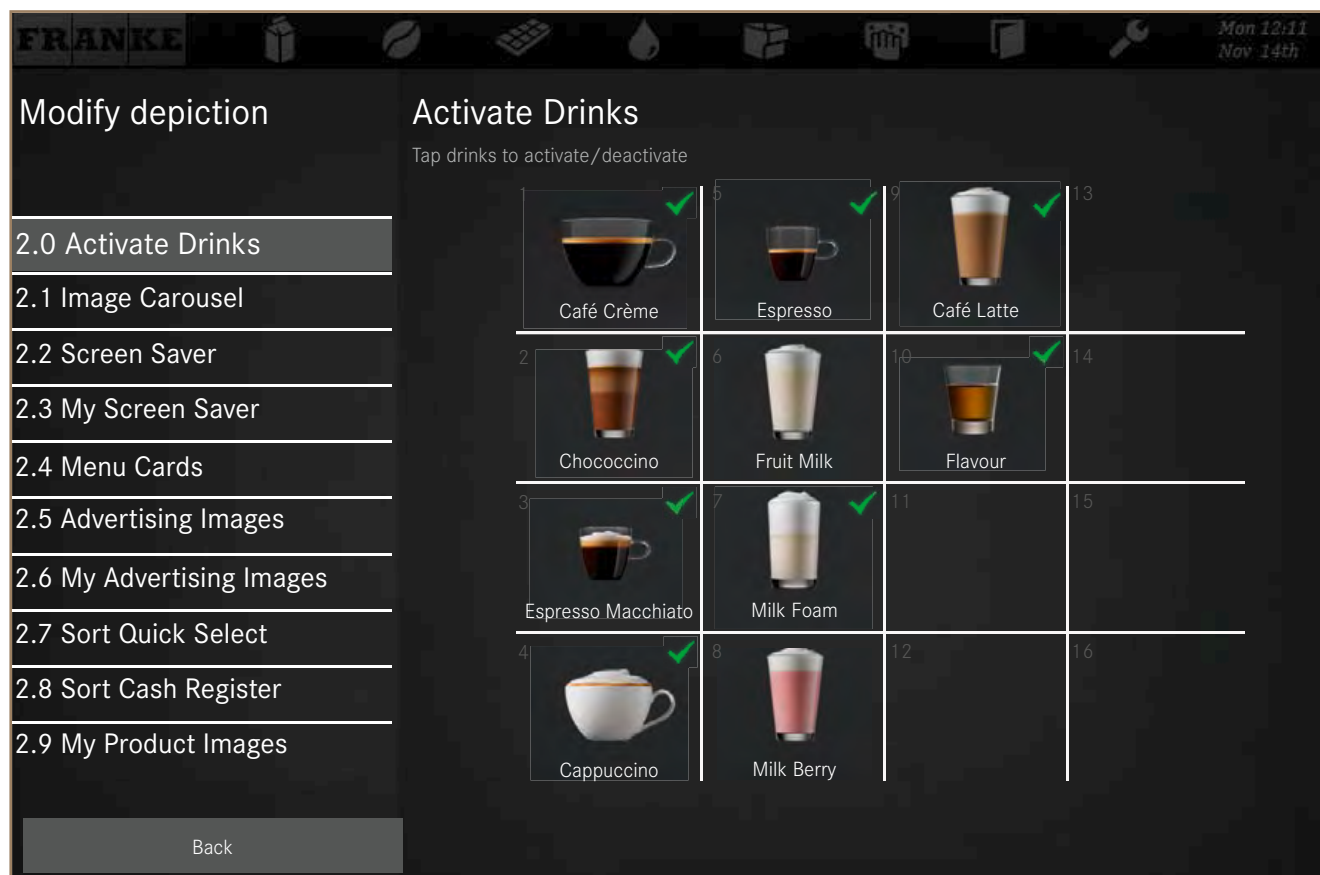 FRANKE
Mon 12:11
Nov 14th
Modify depiction
2.0 Activate Drinks
2.1 Image Carousel
2.2 Screen Saver
2.3 My Screen Saver
2.4 Menu Cards
2.5 Advertising Images
2.6 My Advertising Images
2.7 Sort Quick Select
2.8 Sort Cash Register
2.9 My Product Images
Back
Activate Drinks
Tap drinks to activate/deactivate
1 5 9 13
Café Crème Espresso Café Latte
2 6 10 14
Chococcino Fruit Milk Flavour
3 7 11 15
Espresso Macchiato Milk Foam
4 8 12 16
Cappuccino Milk Berry